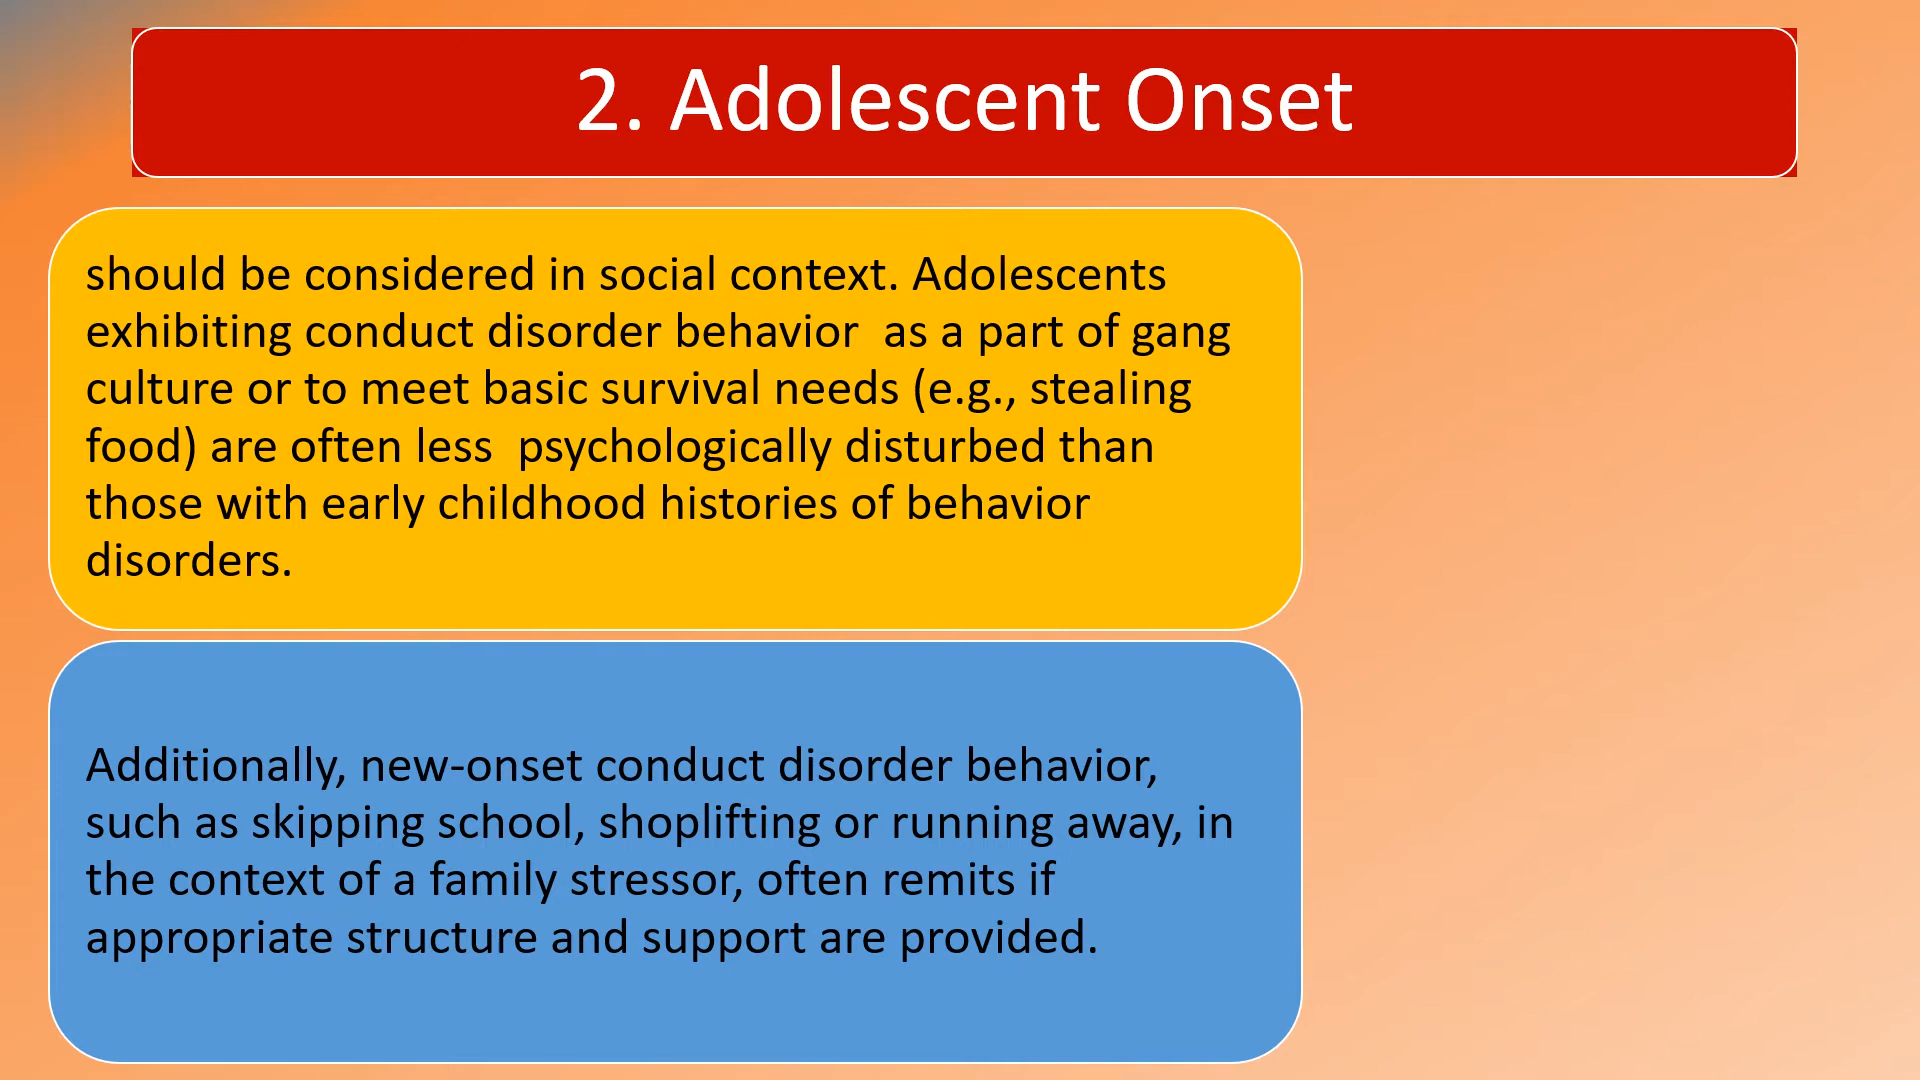 2. Adolescent Onset
should be considered in social context. Adolescents
exhibiting conduct disorder behavior  as a part of gang
culture or to meet basic survival needs (e.g., stealing
food) are often less  psychologically disturbed than
those with early childhood histories of behavior
disorders.
Additionally, new-onset conduct disorder behavior,
such as skipping school, shoplifting or running away, in
the context of a family stressor, often remits if
appropriate structure and support are provided.